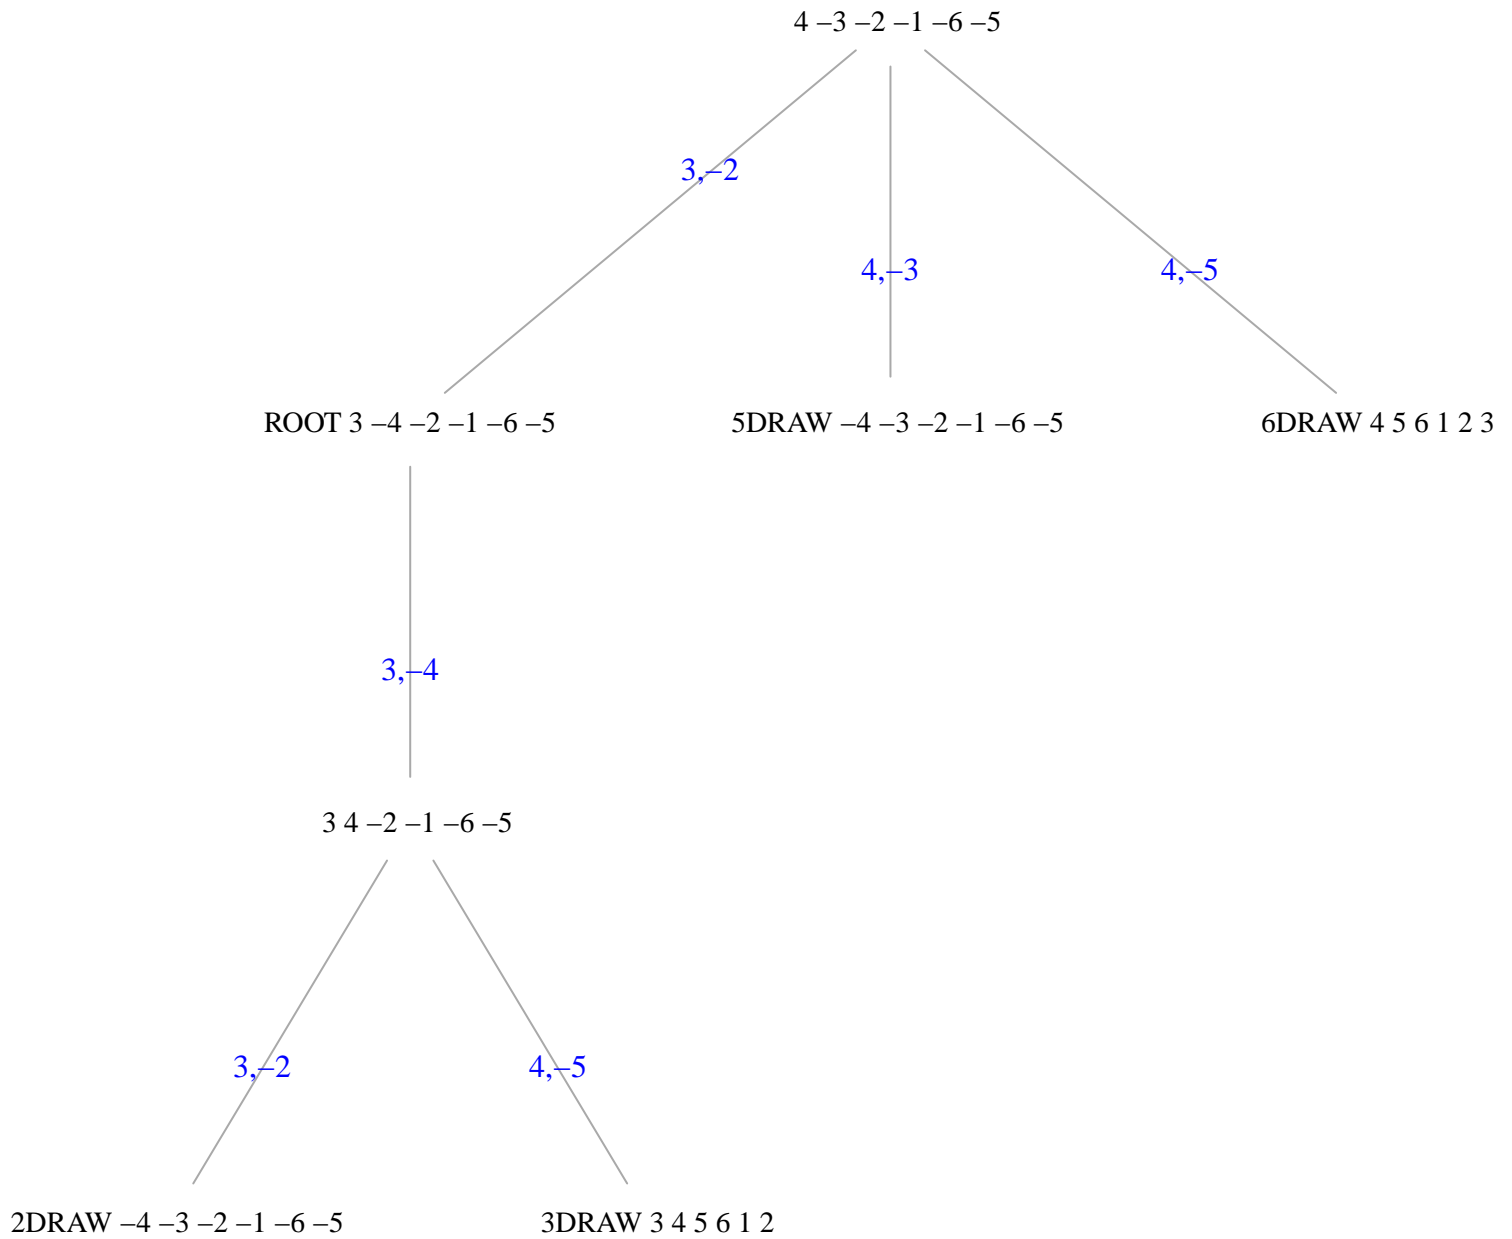 4 –3 –2 –1 –6 –5
3,–2
4,–3
4,–5
ROOT 3 –4 –2 –1 –6 –5
5DRAW –4 –3 –2 –1 –6 –5
6DRAW 4 5 6 1 2 3
3,–4
3 4 –2 –1 –6 –5
3,–2
4,–5
2DRAW –4 –3 –2 –1 –6 –5
3DRAW 3 4 5 6 1 2